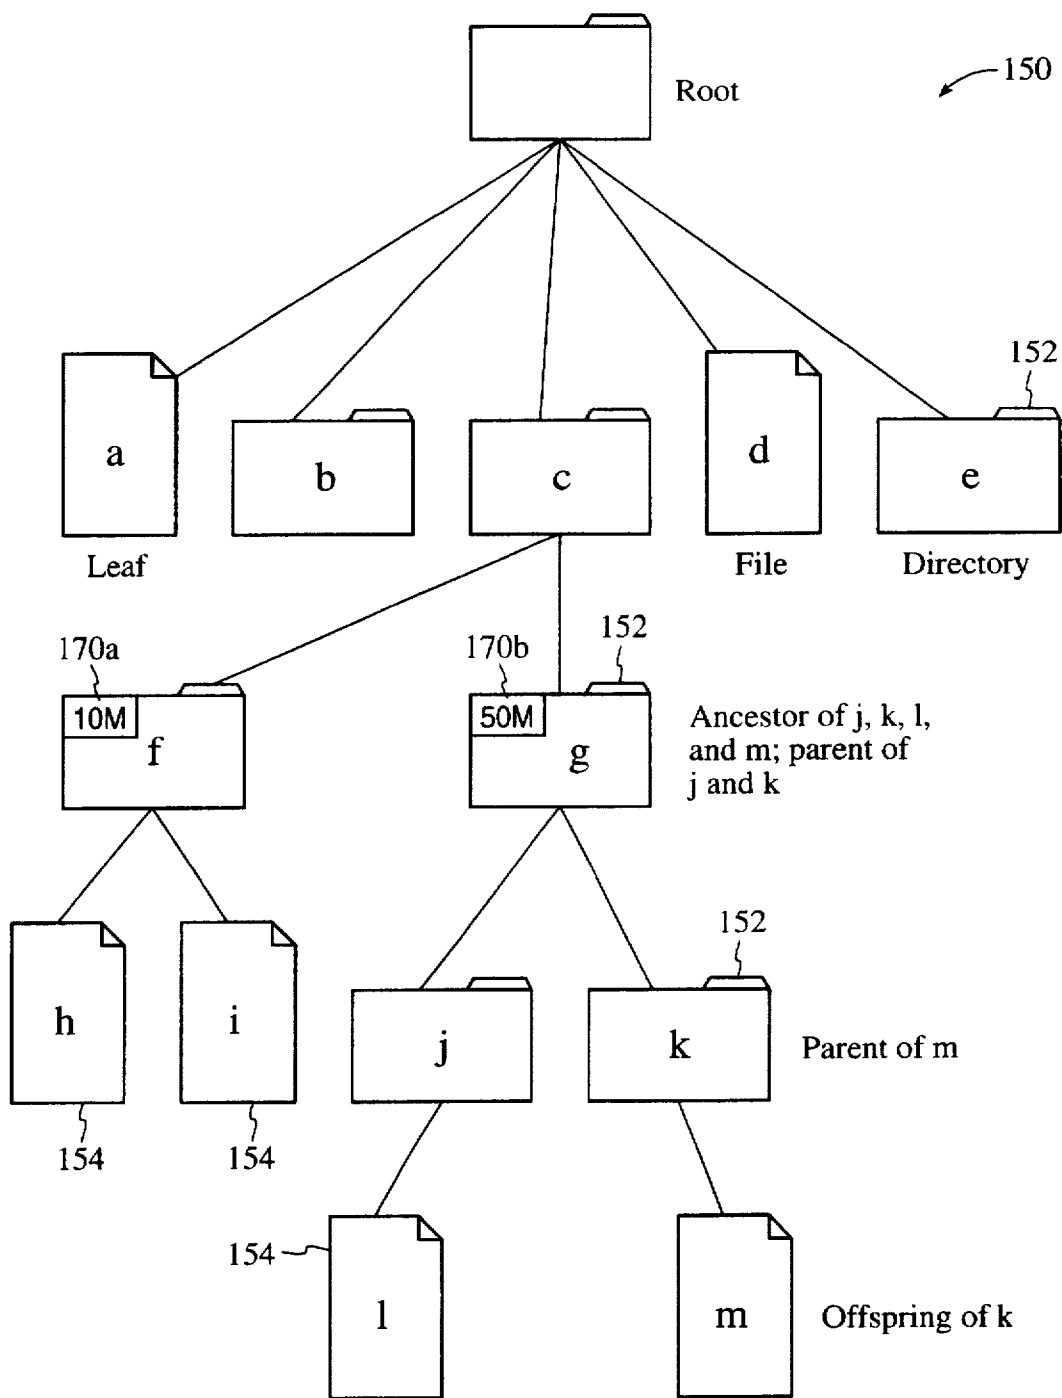 Root
150
152
a
b
c
d
e
Leaf
File
Directory
170a
170b
152
10M
50M
f
g
Ancestor of j, k, l,
and m; parent of
j and k
152
h
i
j
k
Parent of m
154
154
154
l
m
Offspring of k